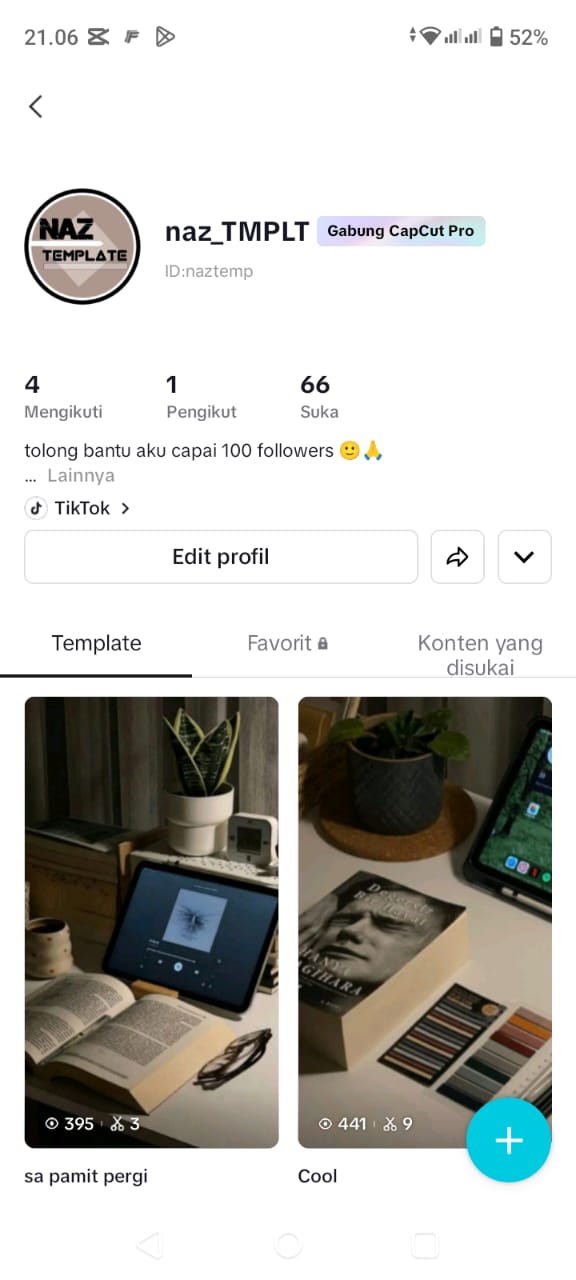 21.06
52%
NAZ
TEMPLATE
naz_TMPLT
Gabung CapCut Pro
ID:naztemp
4
1
66
Mengikuti
Pengikut
Suka
tolong bantu aku capai 100 followers 🙂🙏
... Lainnya
TikTok
Edit profil
Template
Favorit
Konten yang
disukai
HANYA
YANAGIHARA
395
3
441
9
sa pamit pergi
Cool